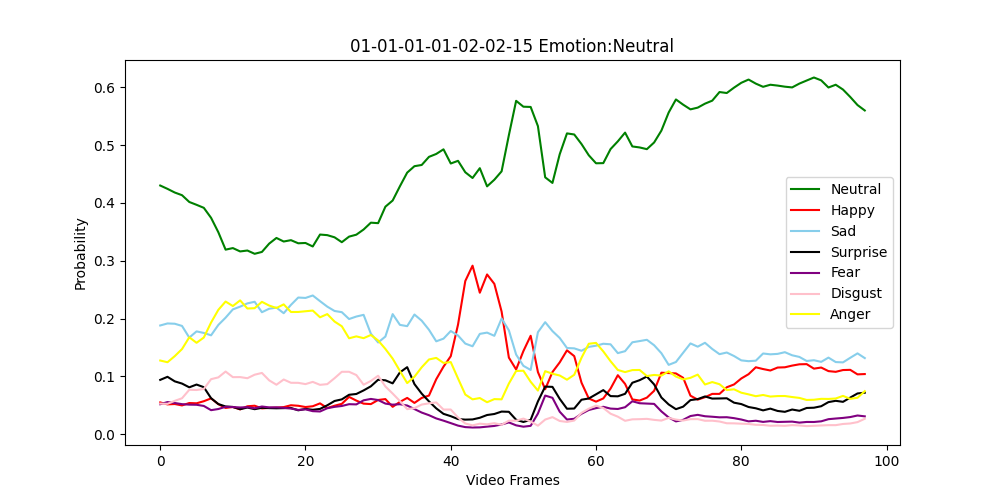 01-01-01-01-02-02-15 Emotion:Neutral
Probability
0.6
0.5
0.4
0.3
0.2
0.1
0.0
Neutral
Happy
Sad
Surprise
Fear
Disgust
Anger
0 20 40 60 80 100
Video Frames